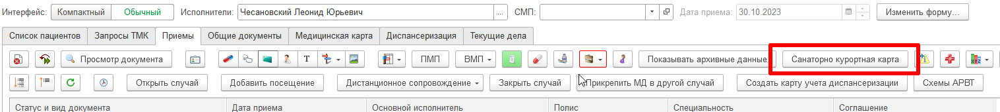 Интерфейс: Компактный Обычный Исполнители: Чесановский Леонид Юрьевич ... СМП: Дата приема: 30.10.2023 Изменить форму...
Список пациентов Запросы ТМК Приемы Общие документы Медицинская карта Диспансеризация Текущие дела
Просмотр документа Т ПМП ВМП Показывать архивные данные Санаторно курортная карта XYZ
Открыть случай Добавить посещение Дистанционное сопровождение Закрыть случай Прикрепить МД в другой случай Создать карту учета диспансеризации Схемы АРВТ
Статус и вид документа Дата приема Основной исполнитель Полис Специальность Соглашение